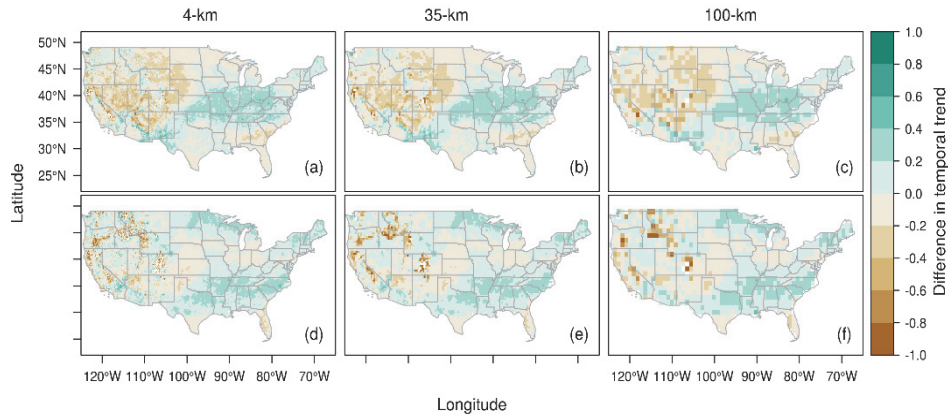 4-km 35-km 100-km
50°N
45°N
40°N
35°N
30°N
25°N
(a) (b) (c)
Latitude
(d) (e) (f)
120°W 110°W 100°W 90°W 80°W 70°W 120°W 110°W 100°W 90°W 80°W 70°W
Longitude
1.0
0.8
0.6
0.4
0.2
0.0
-0.2
-0.4
-0.6
-0.8
-1.0
Difference in temporal trend